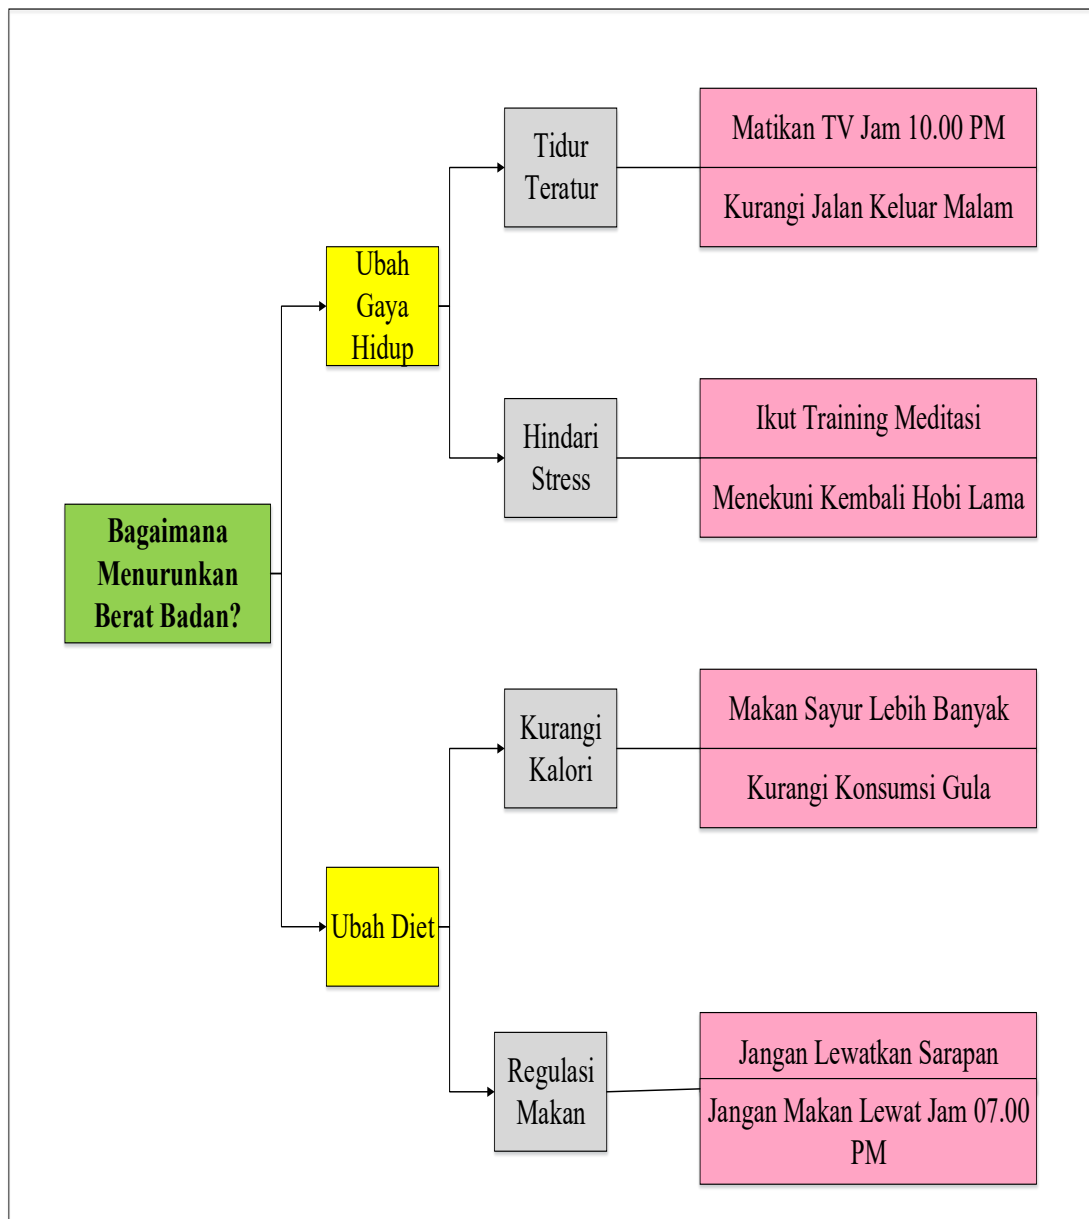 Bagaimana
Menurunkan
Berat Badan?
Ubah
Gaya
Hidup
Tidur
Teratur
Matikan TV Jam 10.00 PM
Kurangi Jalan Keluar Malam
Hindari
Stress
Ikut Training Meditasi
Menekuni Kembali Hobi Lama
Ubah Diet
Kurangi
Kalori
Makan Sayur Lebih Banyak
Kurangi Konsumsi Gula
Regulasi
Makan
Jangan Lewatkan Sarapan
Jangan Makan Lewat Jam 07.00
PM